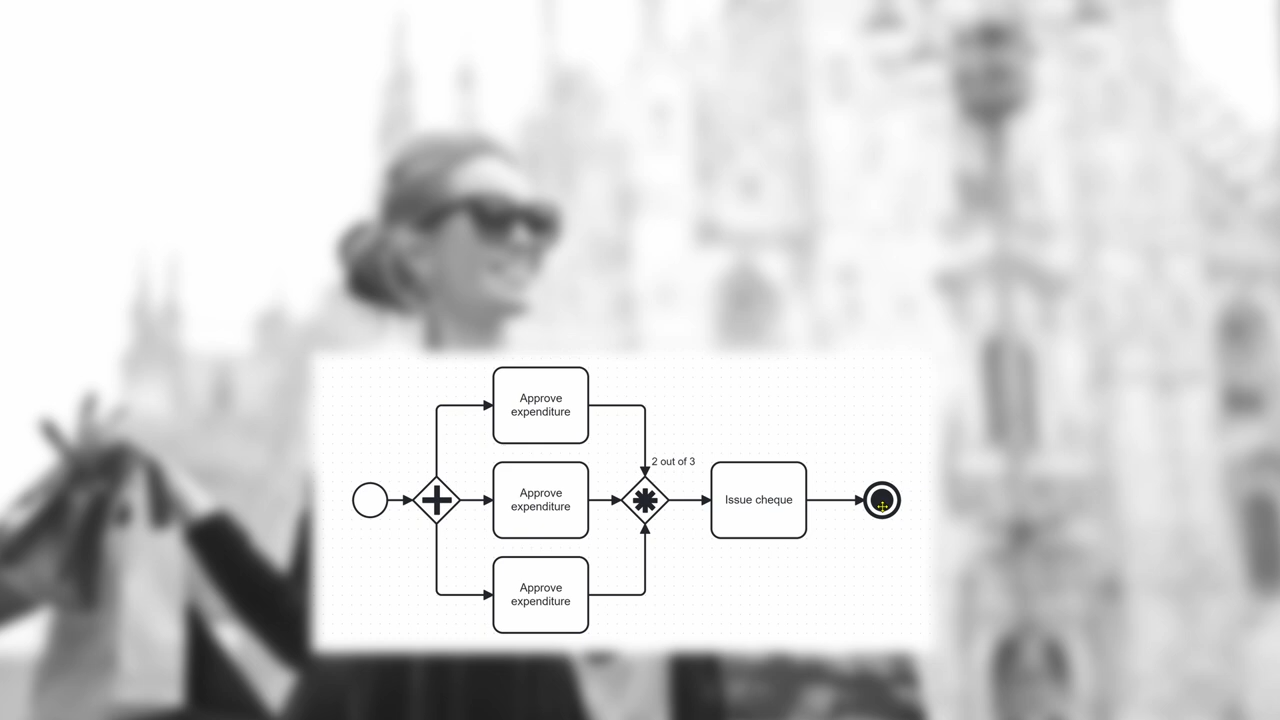 Approve
expenditure
2 out of 3
Approve
expenditure
Issue cheque
Approve
expenditure